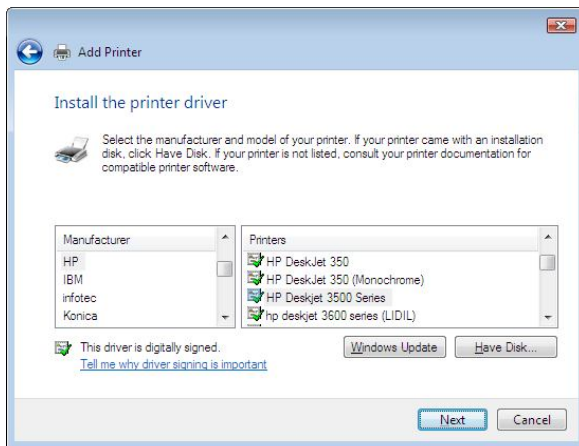 Add Printer
Install the printer driver
Select the manufacturer and model of your printer. If your printer came with an installation
disk, click Have Disk. If your printer is not listed, consult your printer documentation for
compatible printer software.
Manufacturer
HP
IBM
infotec
Konica
Printers
HP DeskJet 350
HP DeskJet 350 (Monochrome)
HP Deskjet 3500 Series
hp deskjet 3600 series (LIDIL)
This driver is digitally signed.
Tell me why driver signing is important
Windows Update
Have Disk...
Next
Cancel